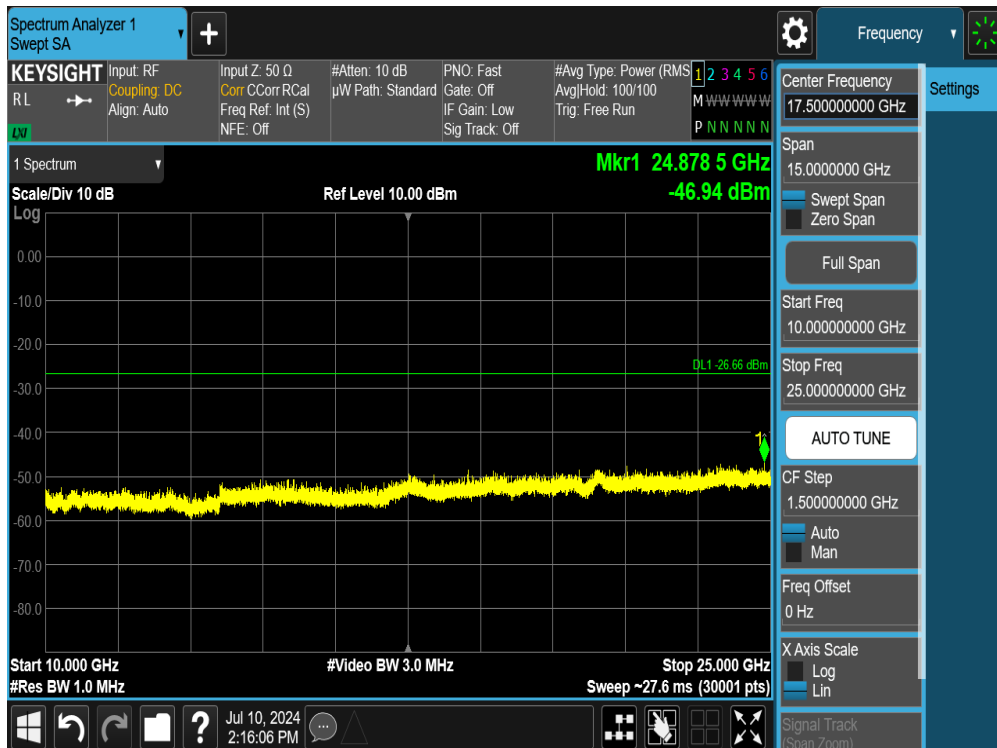 Spectrum Analyzer 1
Swept SA
+
Frequency
KEYSIGHT
R L
LXI
Input: RF
Coupling: DC
Align: Auto
Input Z: 50 Ω
Corr CCorr RCal
Freq Ref: Int (S)
NFE: Off
#Atten: 10 dB
µW Path: Standard
PNO: Fast
Gate: Off
IF Gain: Low
Sig Track: Off
#Avg Type: Power (RMS
Avg|Hold: 100/100
Trig: Free Run
1 2 3 4 5 6
M W W W W W
P N N N N N
1 Spectrum
Scale/Div 10 dB
Ref Level 10.00 dBm
Mkr1 24.878 5 GHz
-46.94 dBm
Log
0.00
-10.0
-20.0
DL1 -26.66 dBm
-30.0
-40.0
1
-50.0
-60.0
-70.0
-80.0
Start 10.000 GHz
#Video BW 3.0 MHz
Stop 25.000 GHz
#Res BW 1.0 MHz
Sweep ~27.6 ms (30001 pts)
Center Frequency
17.500000000 GHz
Span
15.0000000 GHz
Swept Span
Zero Span
Full Span
Start Freq
10.000000000 GHz
Stop Freq
25.000000000 GHz
AUTO TUNE
CF Step
1.500000000 GHz
Auto
Man
Freq Offset
0 Hz
X Axis Scale
Log
Lin
Signal Track
(Span Zoom)
Settings
?
Jul 10, 2024
2:16:06 PM